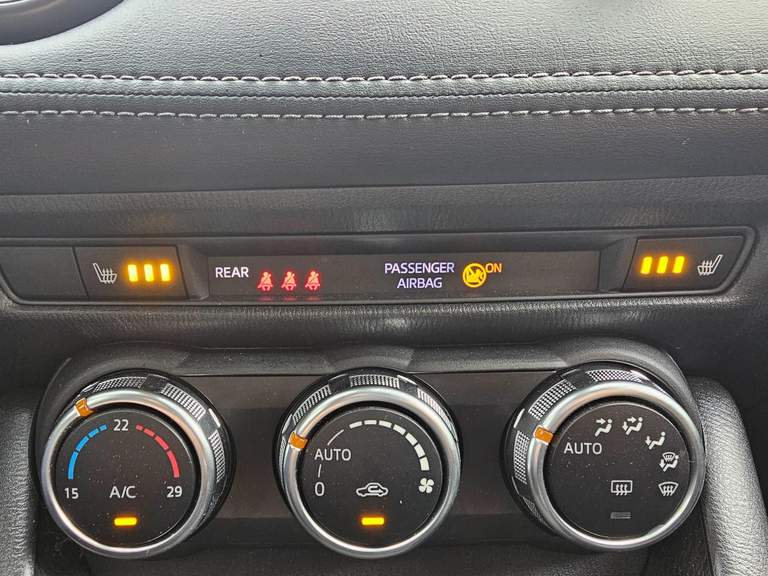 REAR
PASSENGER ON
AIRBAG
22
15 A/C 29
AUTO
0
AUTO